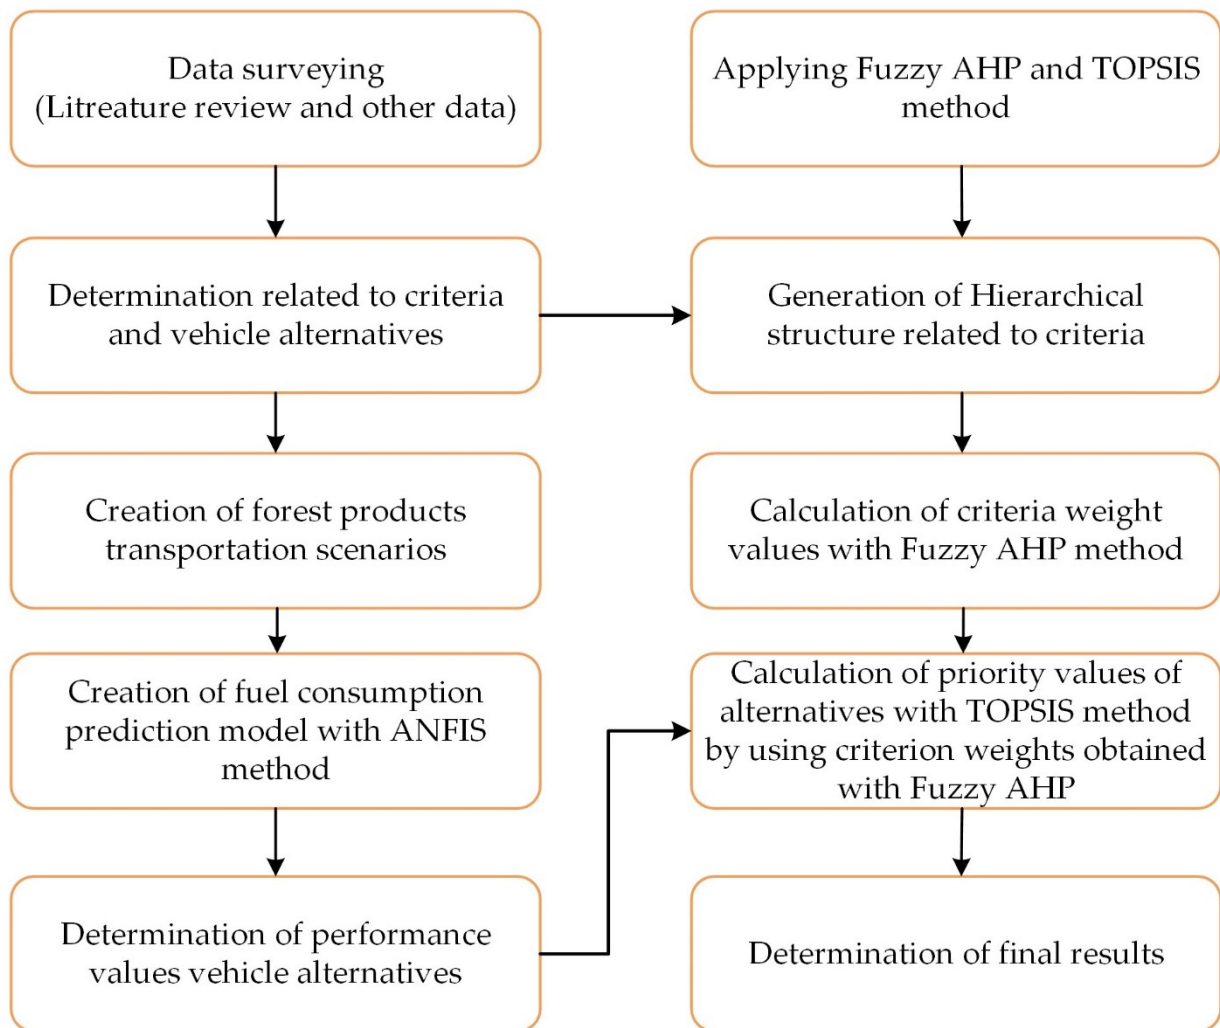 Data surveying
(Litreature review and other data)
Determination related to criteria
and vehicle alternatives
Creation of forest products
transportation scenarios
Creation of fuel consumption
prediction model with ANFIS
method
Determination of performance
values vehicle alternatives
Applying Fuzzy AHP and TOPSIS
method
Generation of Hierarchical
structure related to criteria
Calculation of criteria weight
values with Fuzzy AHP method
Calculation of priority values of
alternatives with TOPSIS method
by using criterion weights obtained
with Fuzzy AHP
Determination of final results